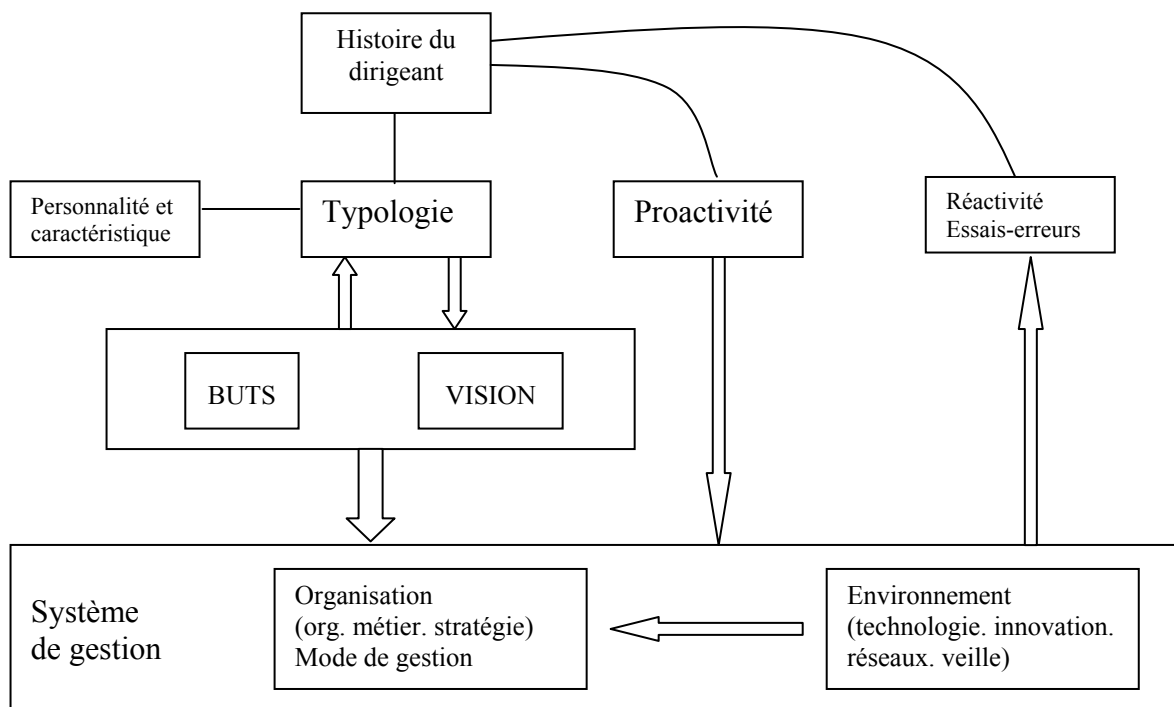 Histoire du
dirigeant
Personnalité et
caractéristique
Typologie
Proactivité
Réactivité
Essais-erreurs
BUTS
VISION
Système
de gestion
Organisation
(org. métier. stratégie)
Mode de gestion
Environnement
(technologie. innovation.
réseaux. veille)